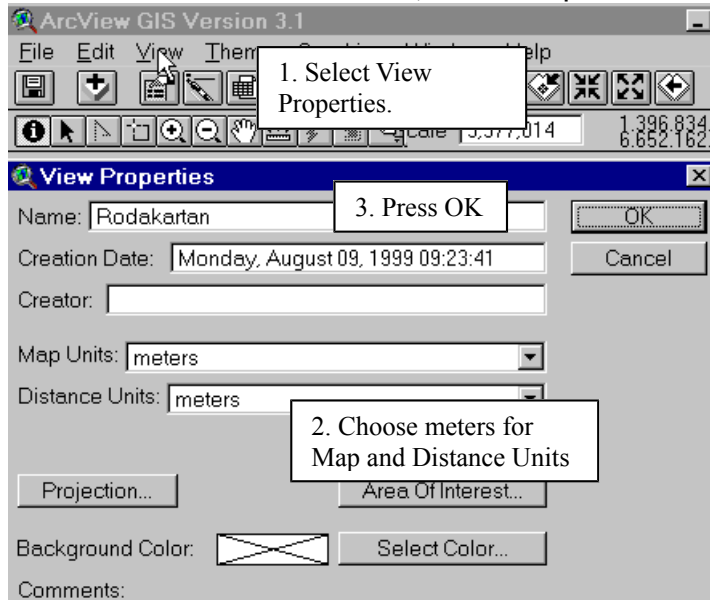 ArcView GIS Version 3.1
File Edit View Them Help
1. Select View
Properties.
Scale 014 1,396,834.
6,652,162.
View Properties
Name: Rodakartan
3. Press OK
OK
Creation Date: Monday, August 09, 1999 09:23:41
Cancel
Creator:
Map Units: meters
Distance Units: meters
2. Choose meters for
Map and Distance Units
Projection...
Area Of Interest...
Background Color:
Select Color...
Comments: